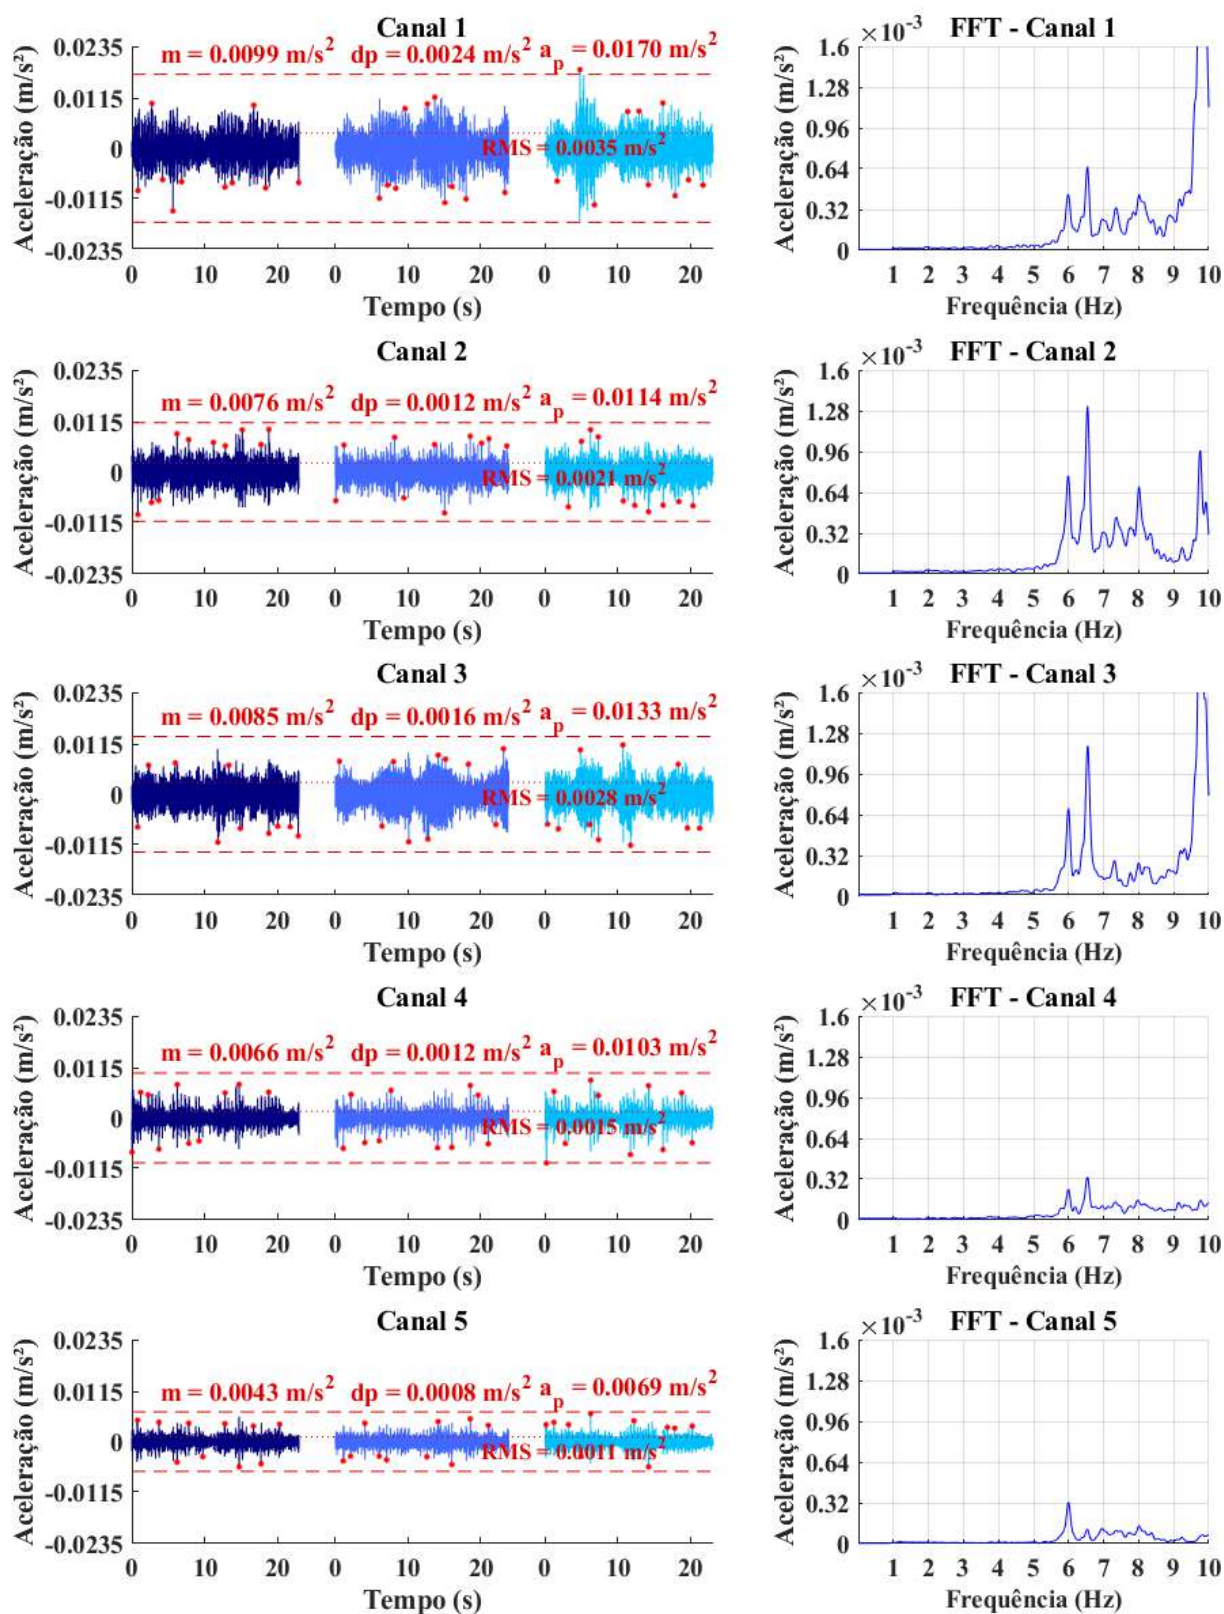 Canal 1
m = 0.0099 m/s² dp = 0.0024 m/s² aₚ = 0.0170 m/s²
RMS = 0.0035 m/s²
Aceleração (m/s²)
0.0235
0.0115
0
-0.0115
-0.0235
0 10 20 0 10 20 0 10 20
Tempo (s)
×10⁻³ FFT - Canal 1
Aceleração (m/s²)
1.6
1.28
0.96
0.64
0.32
0
1 2 3 4 5 6 7 8 9 10
Frequência (Hz)
Canal 2
m = 0.0076 m/s² dp = 0.0012 m/s² aₚ = 0.0114 m/s²
RMS = 0.0021 m/s²
Aceleração (m/s²)
0.0235
0.0115
0
-0.0115
-0.0235
0 10 20 0 10 20 0 10 20
Tempo (s)
×10⁻³ FFT - Canal 2
Aceleração (m/s²)
1.6
1.28
0.96
0.64
0.32
0
1 2 3 4 5 6 7 8 9 10
Frequência (Hz)
Canal 3
m = 0.0085 m/s² dp = 0.0016 m/s² aₚ = 0.0133 m/s²
RMS = 0.0028 m/s²
Aceleração (m/s²)
0.0235
0.0115
0
-0.0115
-0.0235
0 10 20 0 10 20 0 10 20
Tempo (s)
×10⁻³ FFT - Canal 3
Aceleração (m/s²)
1.6
1.28
0.96
0.64
0.32
0
1 2 3 4 5 6 7 8 9 10
Frequência (Hz)
Canal 4
m = 0.0066 m/s² dp = 0.0012 m/s² aₚ = 0.0103 m/s²
RMS = 0.0015 m/s²
Aceleração (m/s²)
0.0235
0.0115
0
-0.0115
-0.0235
0 10 20 0 10 20 0 10 20
Tempo (s)
×10⁻³ FFT - Canal 4
Aceleração (m/s²)
1.6
1.28
0.96
0.64
0.32
0
1 2 3 4 5 6 7 8 9 10
Frequência (Hz)
Canal 5
m = 0.0043 m/s² dp = 0.0008 m/s² aₚ = 0.0069 m/s²
RMS = 0.0011 m/s²
Aceleração (m/s²)
0.0235
0.0115
0
-0.0115
-0.0235
0 10 20 0 10 20 0 10 20
Tempo (s)
×10⁻³ FFT - Canal 5
Aceleração (m/s²)
1.6
1.28
0.96
0.64
0.32
0
1 2 3 4 5 6 7 8 9 10
Frequência (Hz)